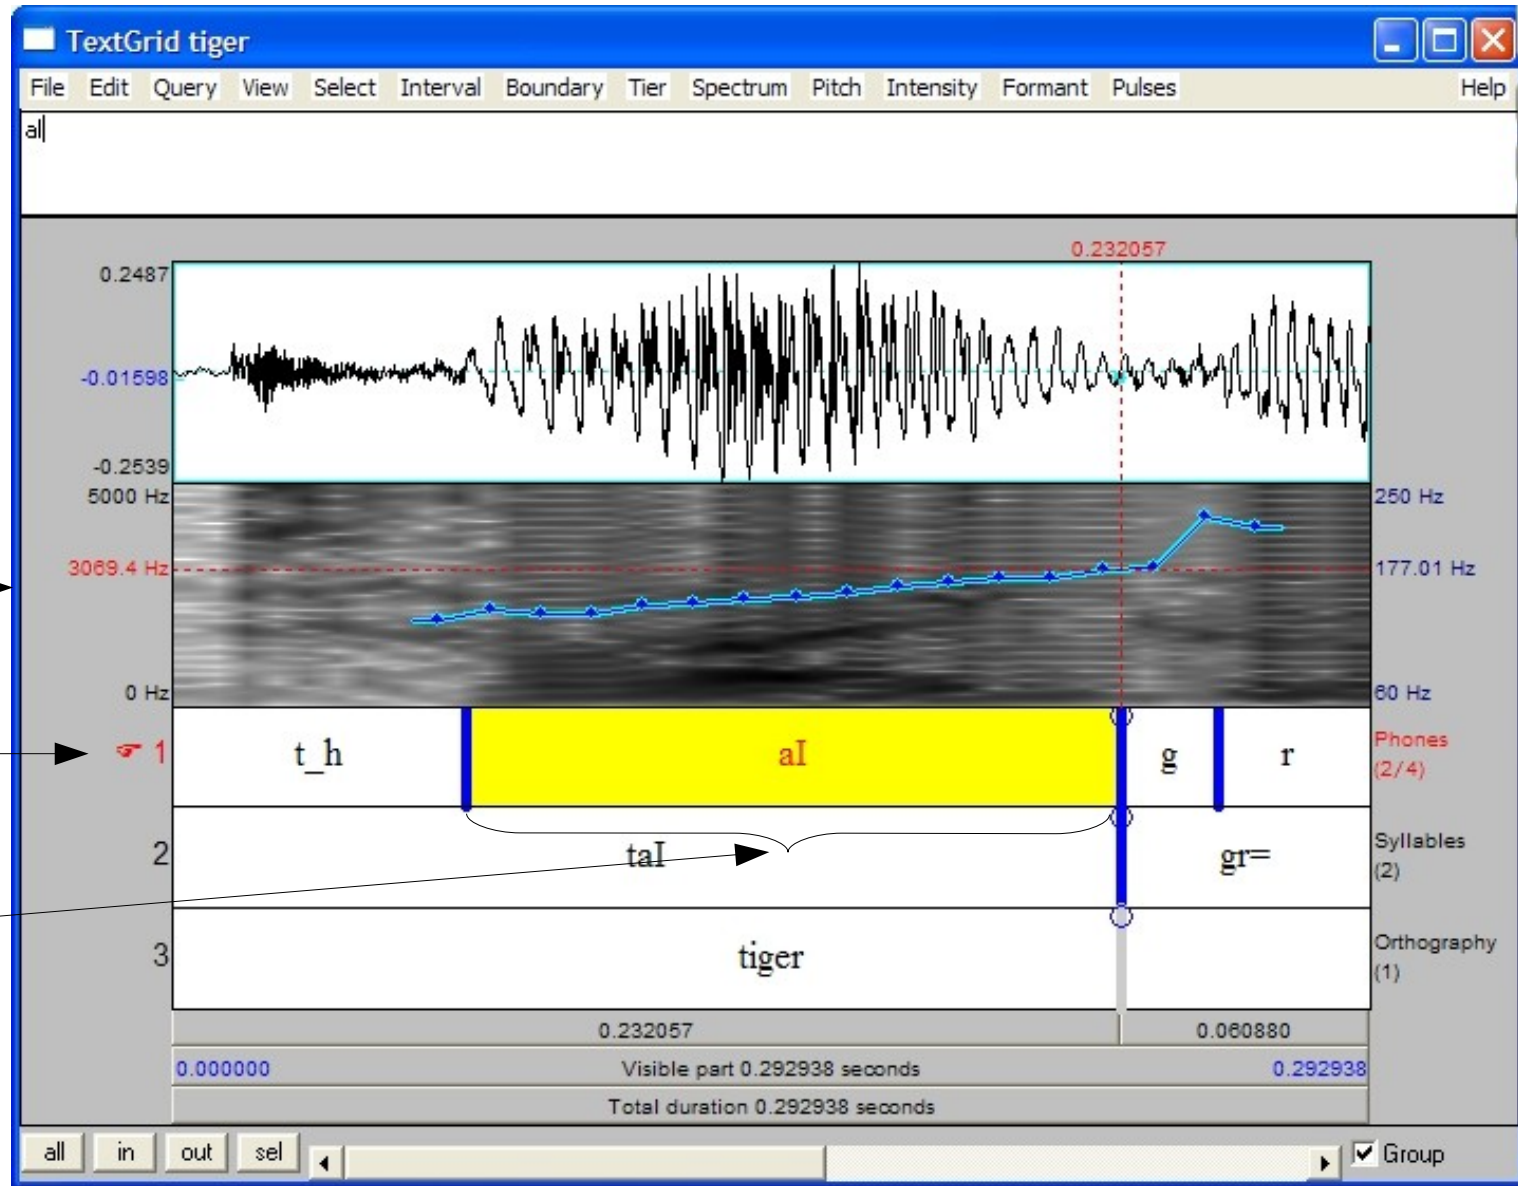 TextGrid tiger
File Edit Query View Select Interval Boundary Tier Spectrum Pitch Intensity Formant Pulses Help
aI
0.232057
0.2487
-0.01598
-0.2539
5000 Hz 250 Hz
3069.4 Hz 177.01 Hz
0 Hz 60 Hz
1 t_h aI g r Phones
(2/4)
2 taI gr= Syllables
(2)
3 tiger Orthography
(1)
0.232057 0.060880
0.000000 Visible part 0.292938 seconds 0.292938
Total duration 0.292938 seconds
all in out sel Group